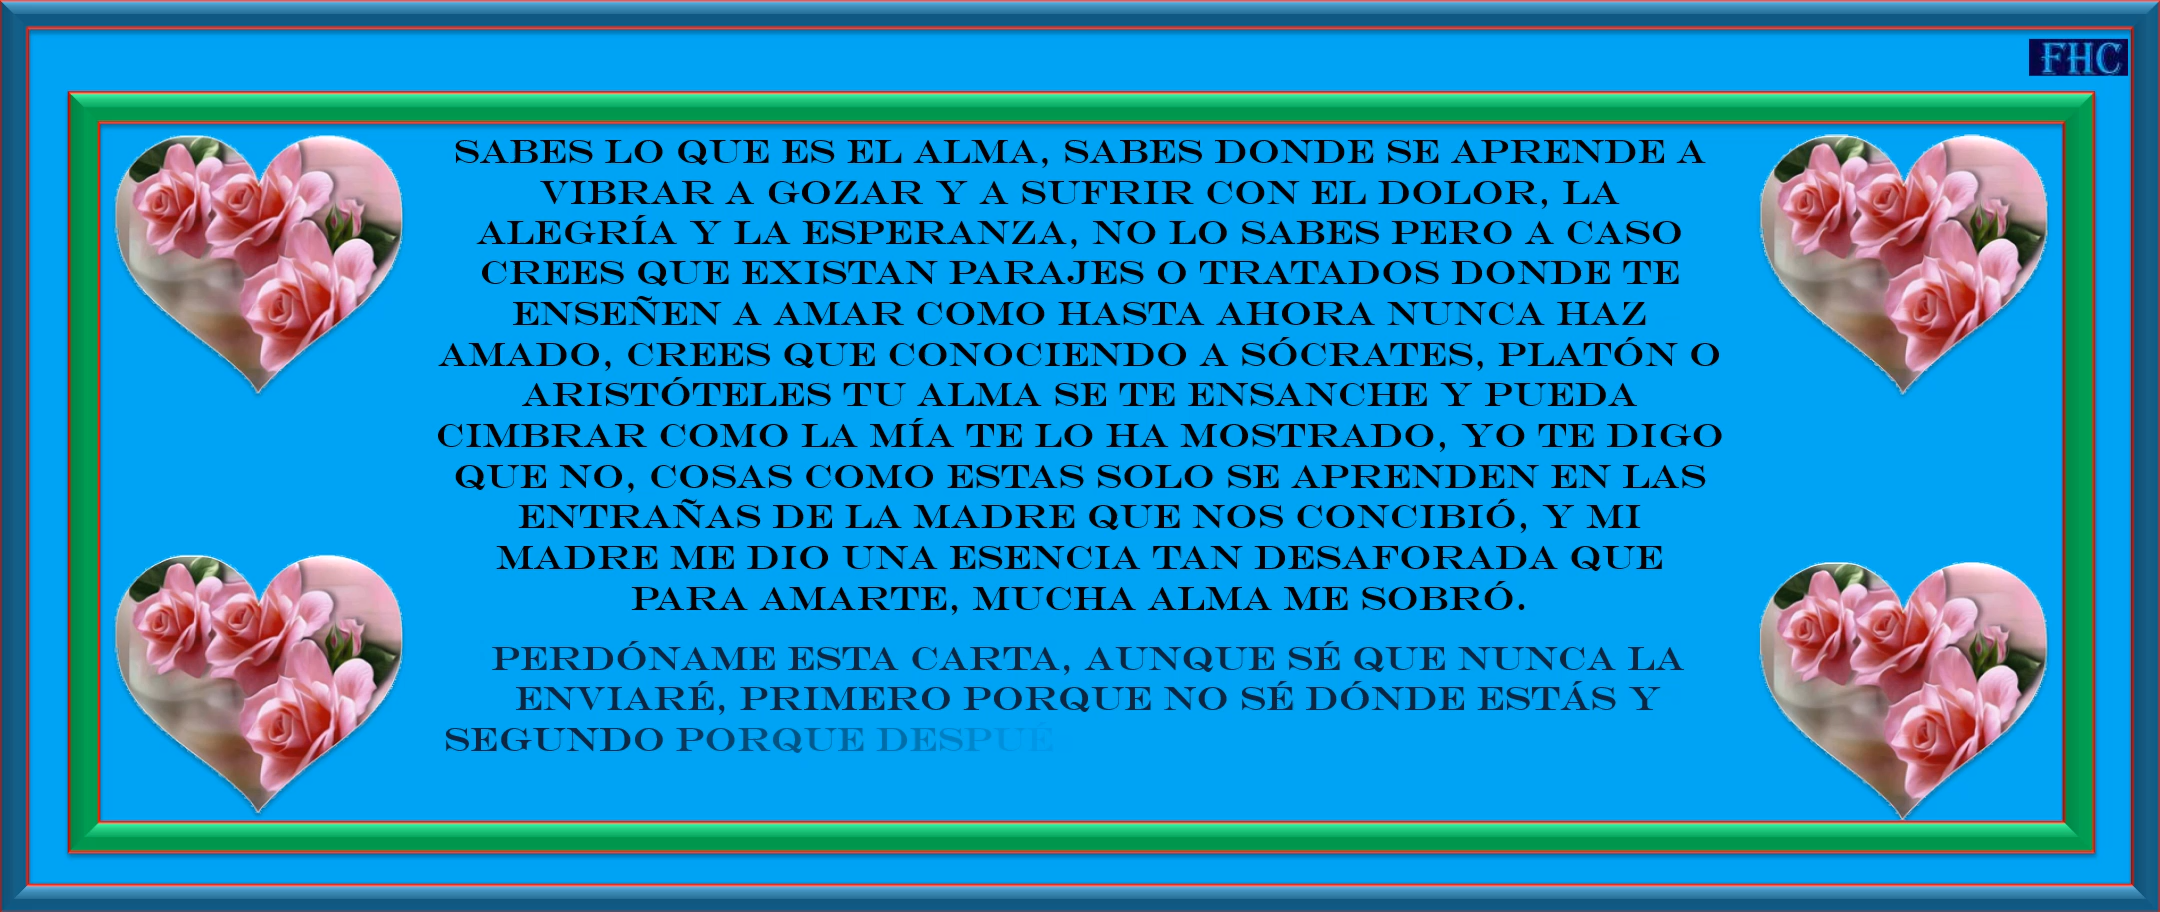 FHC
SABES LO QUE ES EL ALMA, SABES DONDE SE APRENDE A
VIBRAR A GOZAR Y A SUFRIR CON EL DOLOR, LA
ALEGRÍA Y LA ESPERANZA, NO LO SABES PERO A CASO
CREES QUE EXISTAN PARAJES O TRATADOS DONDE TE
ENSEÑEN A AMAR COMO HASTA AHORA NUNCA HAZ
AMADO, CREES QUE CONOCIENDO A SÓCRATES, PLATÓN O
ARISTÓTELES TU ALMA SE TE ENSANCHE Y PUEDA
CIMBRAR COMO LA MÍA TE LO HA MOSTRADO, YO TE DIGO
QUE NO, COSAS COMO ESTAS SOLO SE APRENDEN EN LAS
ENTRAÑAS DE LA MADRE QUE NOS CONCIBIÓ, Y MI
MADRE ME DIO UNA ESENCIA TAN DESAFORADA QUE
PARA AMARTE, MUCHA ALMA ME SOBRÓ.
PERDÓNAME ESTA CARTA, AUNQUE SÉ QUE NUNCA LA
ENVIARÉ, PRIMERO PORQUE NO SÉ DÓNDE ESTÁS Y
SEGUNDO PORQUE DESPUE